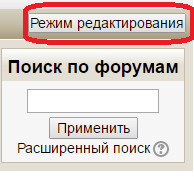 Режим редактирования
Поиск по форумам
Применить
Расширенный поиск
?